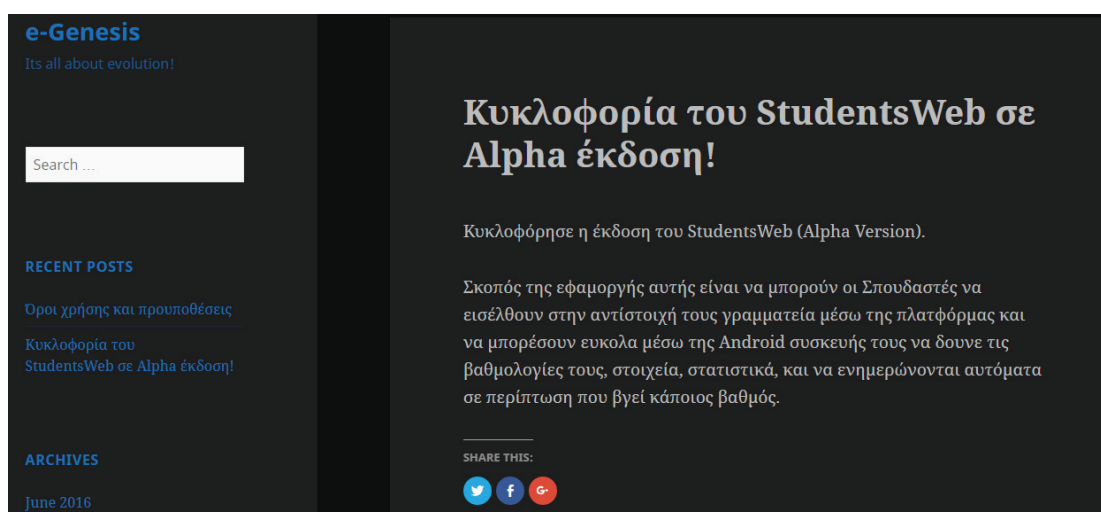 e-Genesis
Its all about evolution!
Search ...
RECENT POSTS
Όροι χρήσης και προυποθέσεις
Κυκλοφορία του
StudentsWeb σε Alpha έκδοση!
ARCHIVES
June 2016
Κυκλοφορία του StudentsWeb σε
Alpha έκδοση!
Κυκλοφόρησε η έκδοση του StudentsWeb (Alpha Version).
Σκοπός της εφαμοργής αυτής είναι να μπορούν οι Σπουδαστές να
εισέλθουν στην αντίστοιχή τους γραμματεία μέσω της πλατφόρμας και
να μπορέσουν ευκολα μέσω της Android συσκευής τους να δουνε τις
βαθμολογίες τους, στοιχεία, στατιστικά, και να ενημερώνονται αυτόματα
σε περίπτωση που βγεί κάποιος βαθμός.
SHARE THIS: